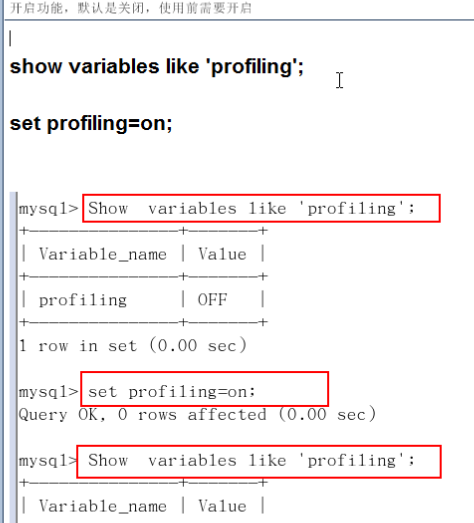 开启功能，默认是关闭，使用前需要开启
show variables like 'profiling';
set profiling=on;
mysql> Show  variables like 'profiling';
+---------------+-------+
| Variable_name | Value |
+---------------+-------+
| profiling     | OFF   |
+---------------+-------+
1 row in set (0.00 sec)
mysql> set profiling=on;
Query OK, 0 rows affected (0.00 sec)
mysql> Show  variables like 'profiling';
+---------------+-------+
| Variable_name | Value |